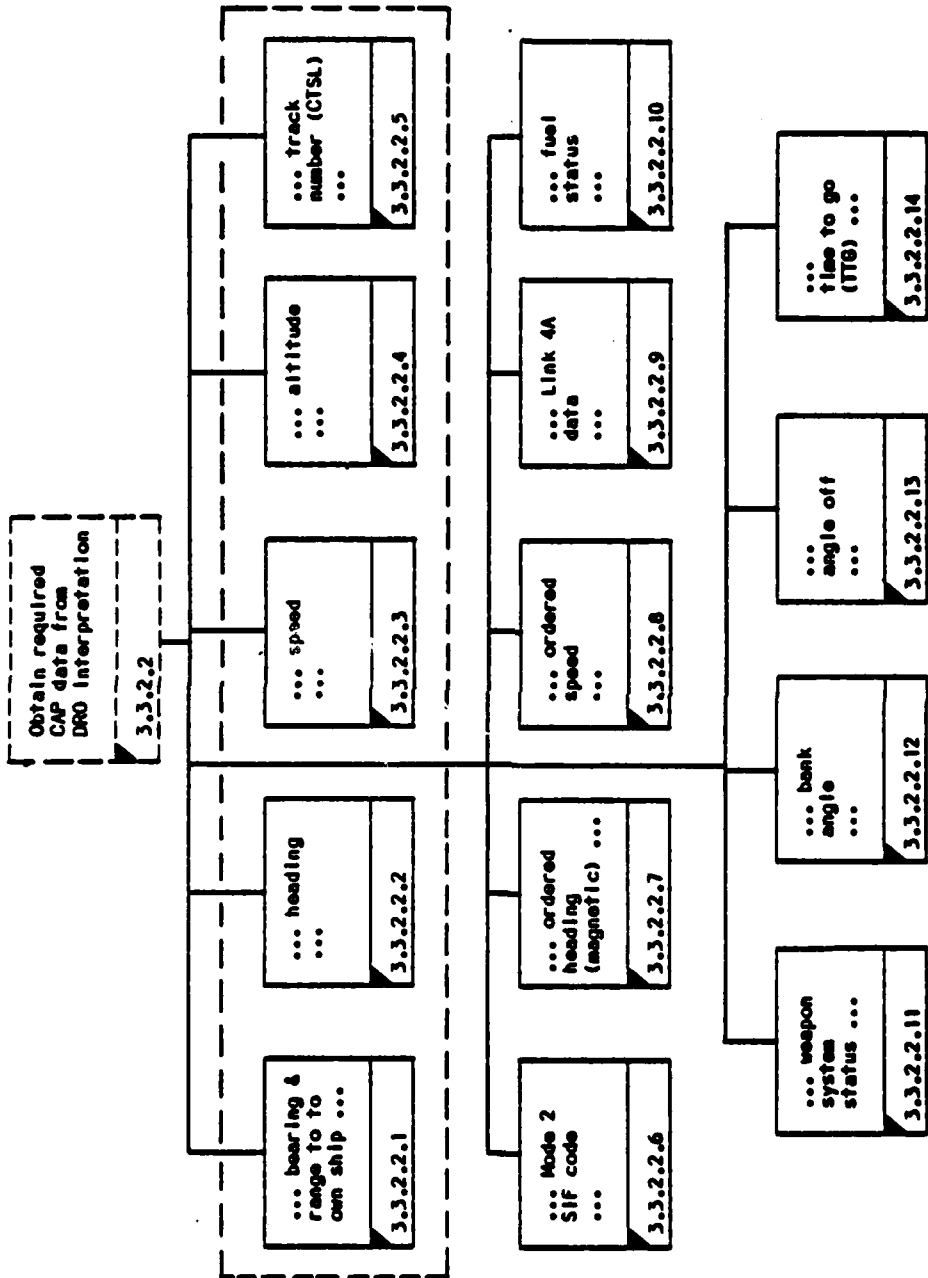 Obtain required
CAP data from
DRO interpretation
3.3.2.2
... bearing &
range to to
own ship ...
3.3.2.2.1
... heading
...
3.3.2.2.2
... speed
...
3.3.2.2.3
... altitude
...
3.3.2.2.4
... track
number (CTSL)
...
3.3.2.2.5
... Mode 2
SIF code
...
3.3.2.2.6
... ordered
heading
(magnetic) ...
3.3.2.2.7
... ordered
speed
...
3.3.2.2.8
... Link 4A
data
...
3.3.2.2.9
... fuel
status
...
3.3.2.2.10
... weapon
system
status ...
3.3.2.2.11
... bank
angle
...
3.3.2.2.12
...
angle off
...
3.3.2.2.13
...
time to go
(TTG) ...
3.3.2.2.14